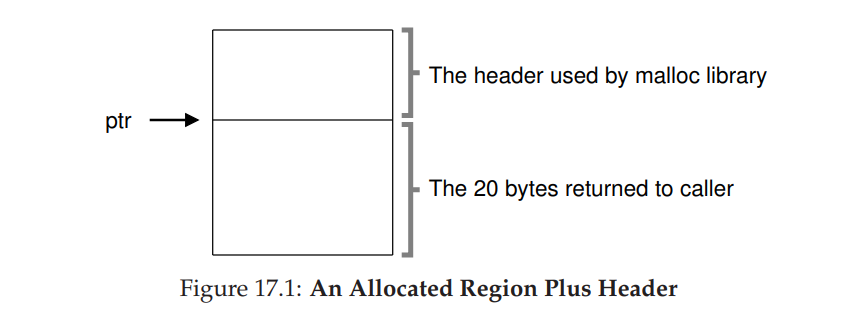 The header used by malloc library
ptr
The 20 bytes returned to caller
Figure 17.1: An Allocated Region Plus Header